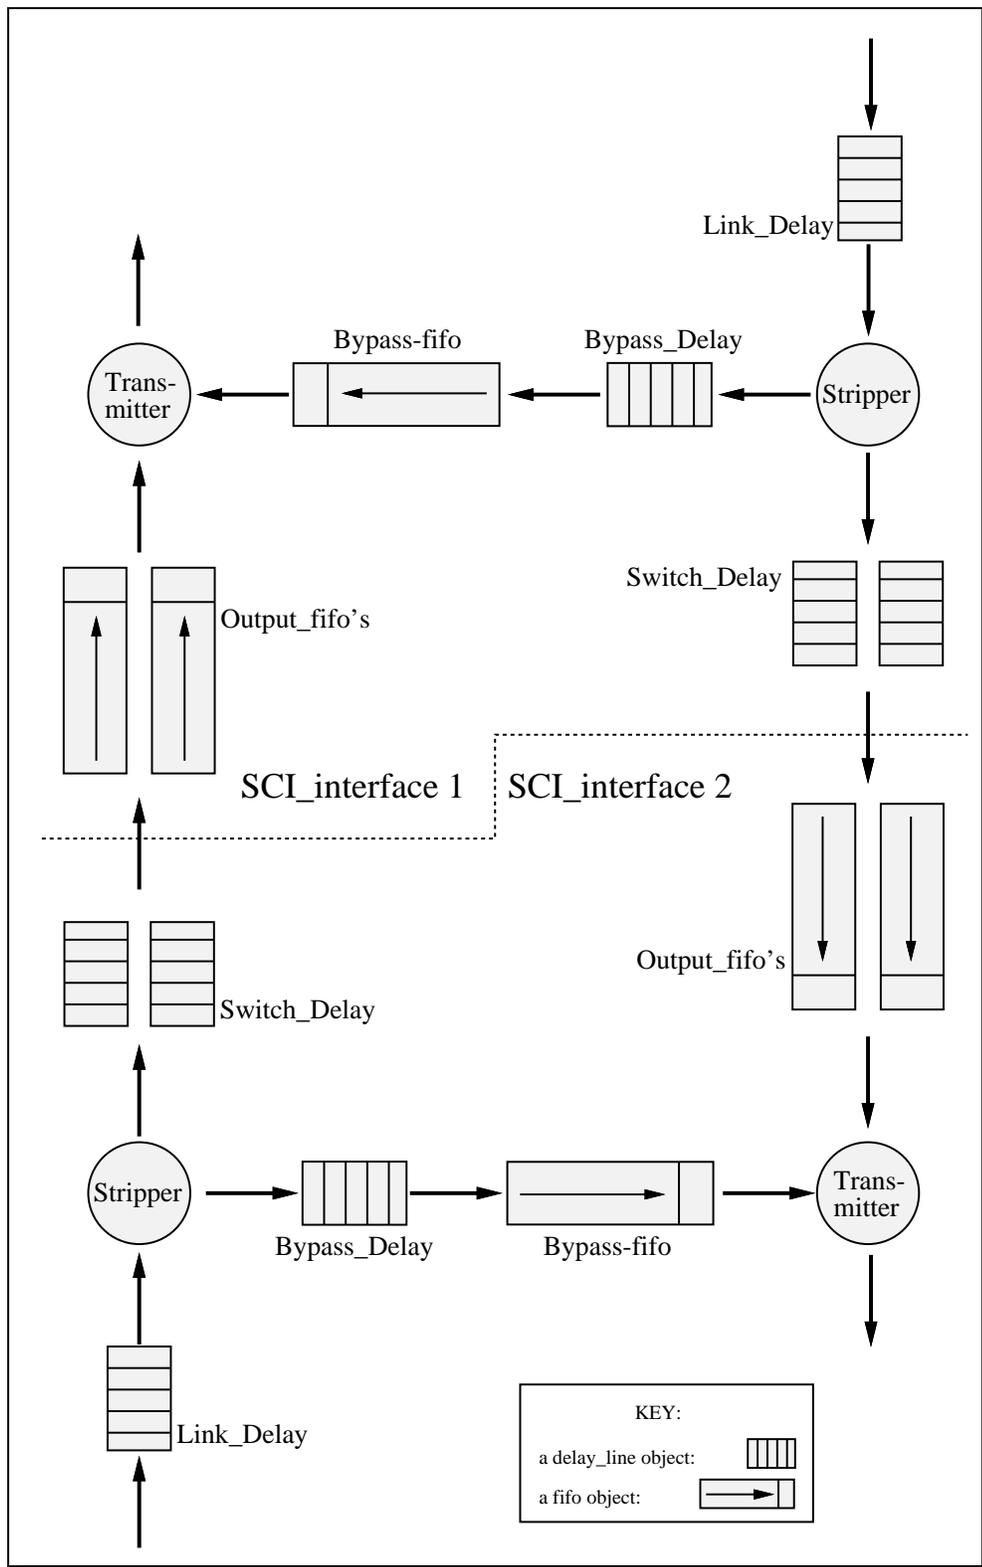 Link_Delay
Bypass-fifo
Bypass_Delay
Trans-
mitter
Stripper
Switch_Delay
Output_fifo's
SCI_interface 1
SCI_interface 2
Output_fifo's
Switch_Delay
Stripper
Trans-
mitter
Bypass_Delay
Bypass-fifo
Link_Delay
KEY:
a delay_line object:
a fifo object: